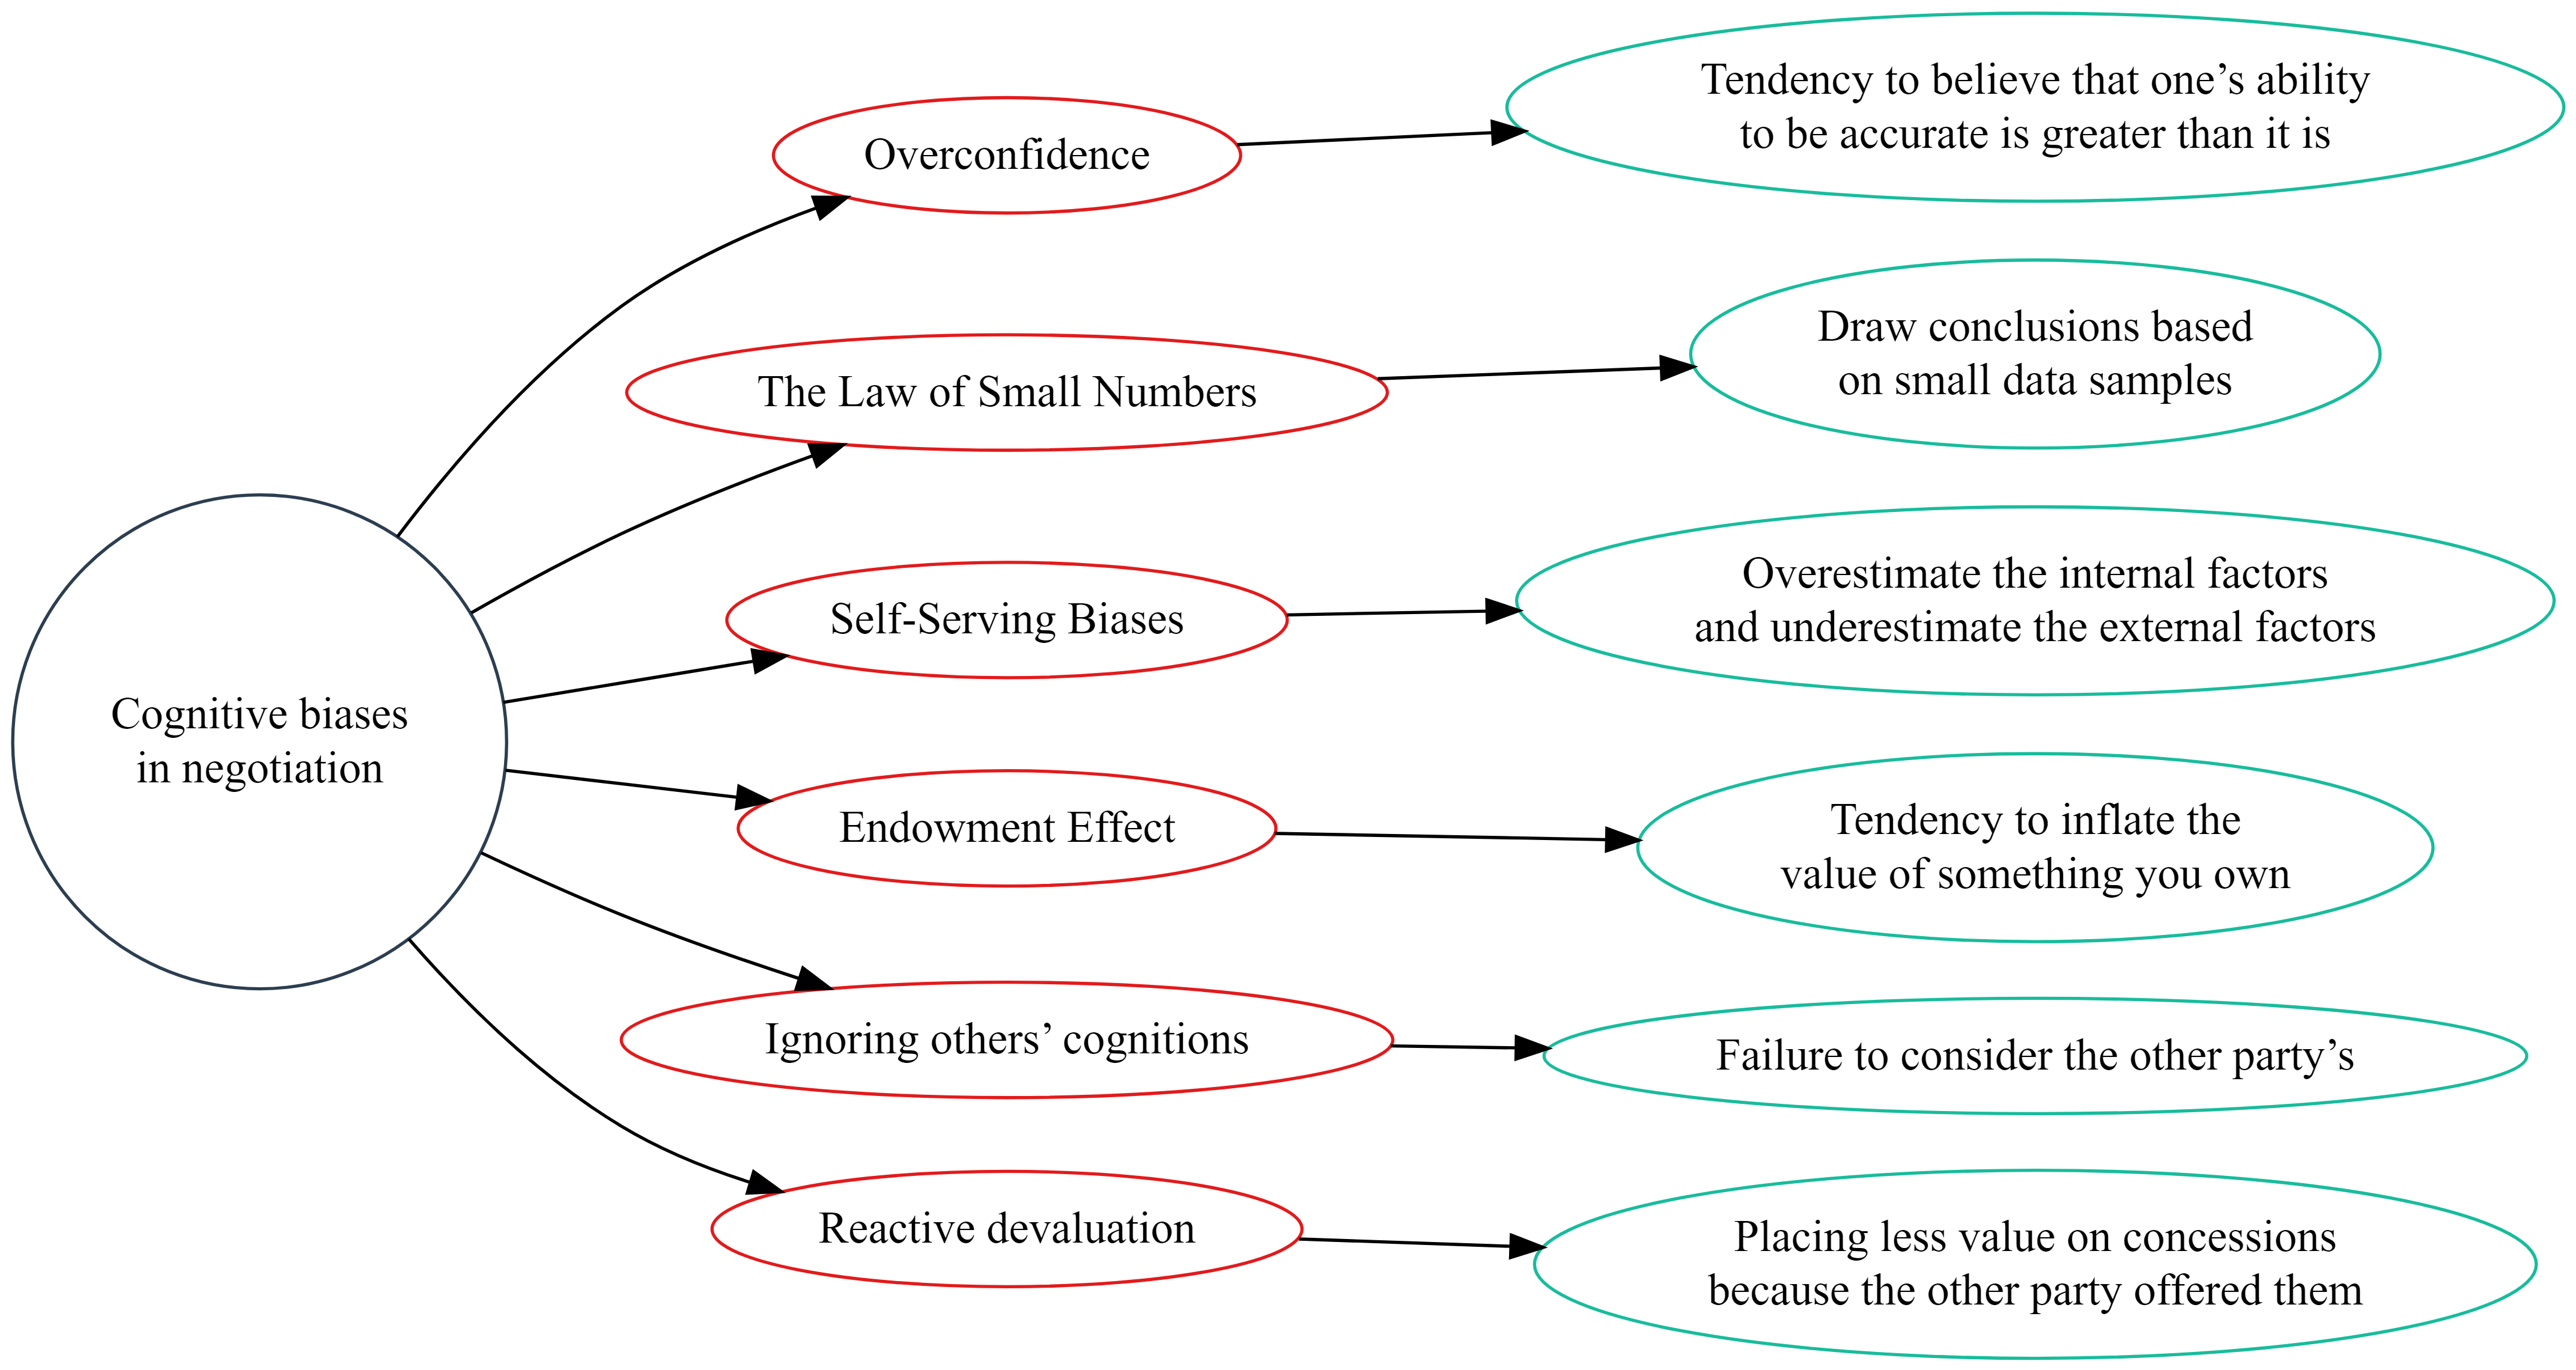 Cognitive biases
in negotiation
Overconfidence
Tendency to believe that one’s ability
to be accurate is greater than it is
The Law of Small Numbers
Draw conclusions based
on small data samples
Self-Serving Biases
Overestimate the internal factors
and underestimate the external factors
Endowment Effect
Tendency to inflate the
value of something you own
Ignoring others’ cognitions
Failure to consider the other party’s
Reactive devaluation
Placing less value on concessions
because the other party offered them